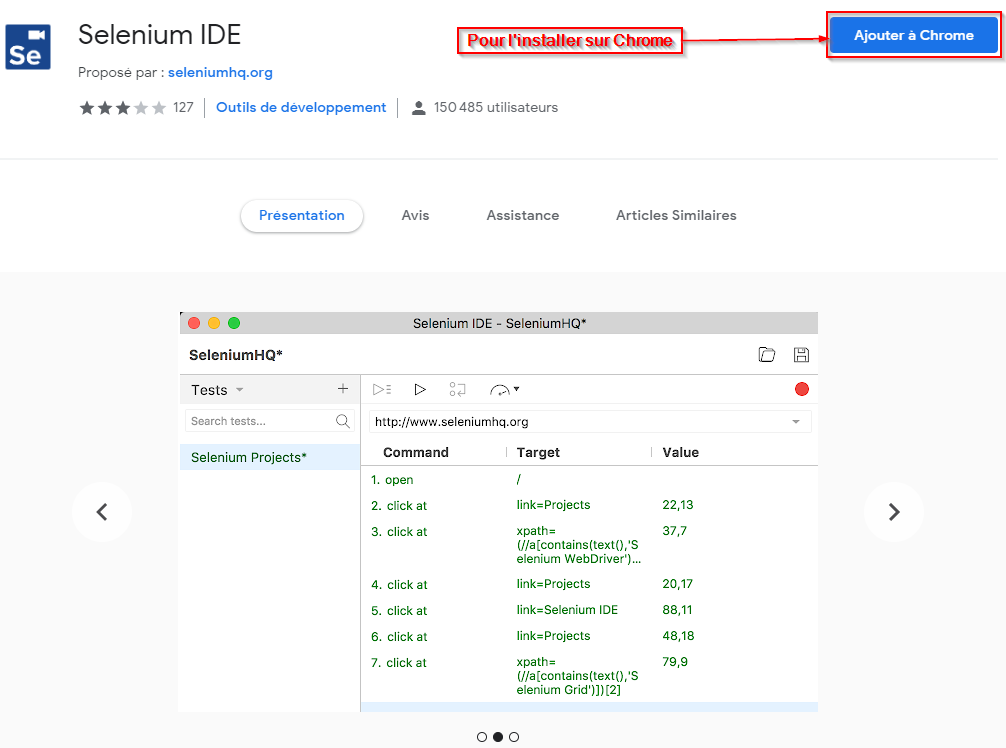 Se
Selenium IDE
Pour l'installer sur Chrome
Ajouter à Chrome
Proposé par : seleniumhq.org
127
Outils de développement
150 485 utilisateurs
Présentation
Avis
Assistance
Articles Similaires
Selenium IDE - SeleniumHQ*
SeleniumHQ*
Tests
Search tests...
Selenium Projects*
http://www.seleniumhq.org
Command Target Value
1. open /
2. click at link=Projects 22,13
3. click at xpath= 37,7
(//a[contains(text(),'S
elenium WebDriver')...
4. click at link=Projects 20,17
5. click at link=Selenium IDE 88,11
6. click at link=Projects 48,18
7. click at xpath= 79,9
(//a[contains(text(),'S
elenium Grid')])[2]